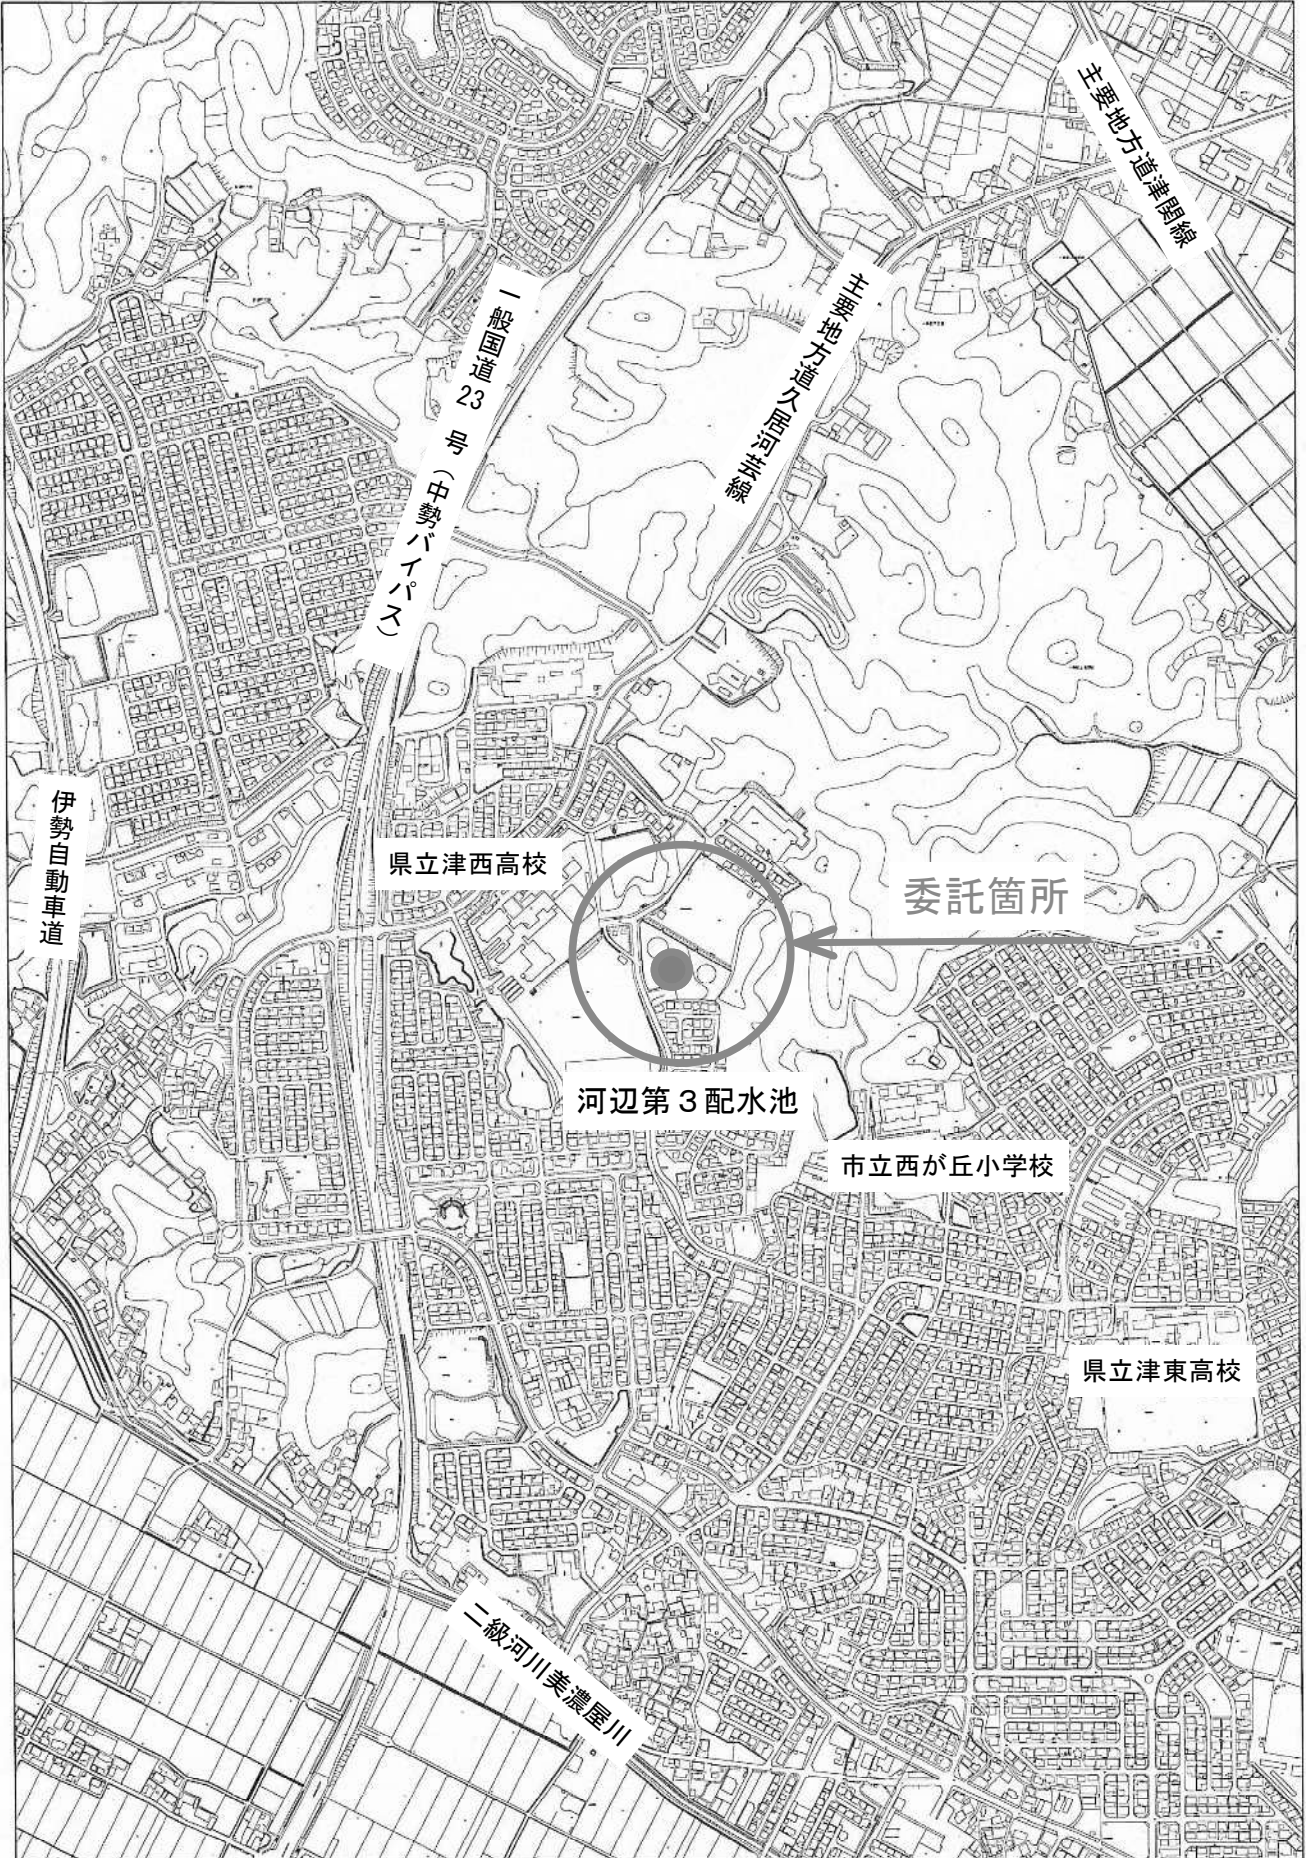 主要地方道津関線
一般国道23号（中勢バイパス）
主要地方道久居河芸線
伊勢自動車道
県立津西高校
委託箇所
河辺第３配水池
市立西が丘小学校
県立津東高校
二級河川美濃屋川